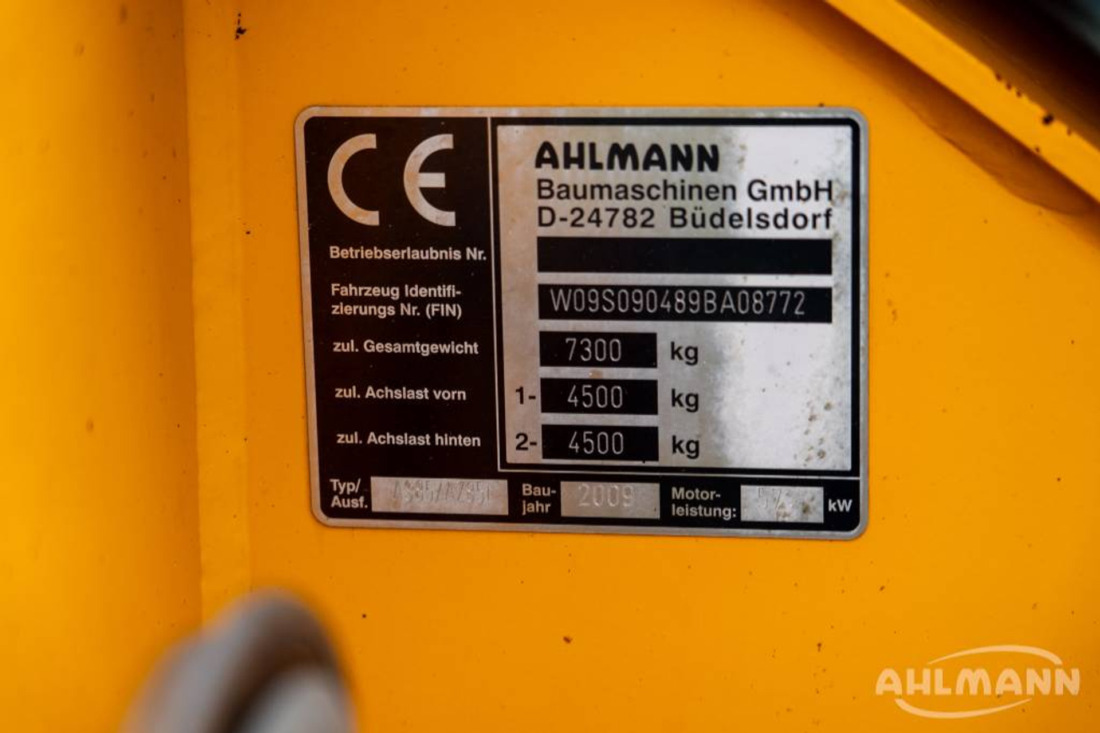 CE
AHLMANN
Baumaschinen GmbH
D-24782 Büdelsdorf
Betriebserlaubnis Nr.
Fahrzeug Identifi-
zierungs Nr. (FIN)
W09S090489BA08772
zul. Gesamtgewicht 7300 kg
zul. Achslast vorn 1- 4500 kg
zul. Achslast hinten 2- 4500 kg
Typ/
Ausf.
Bau-
jahr 2009
Motor-
leistung: kW
AHLMANN